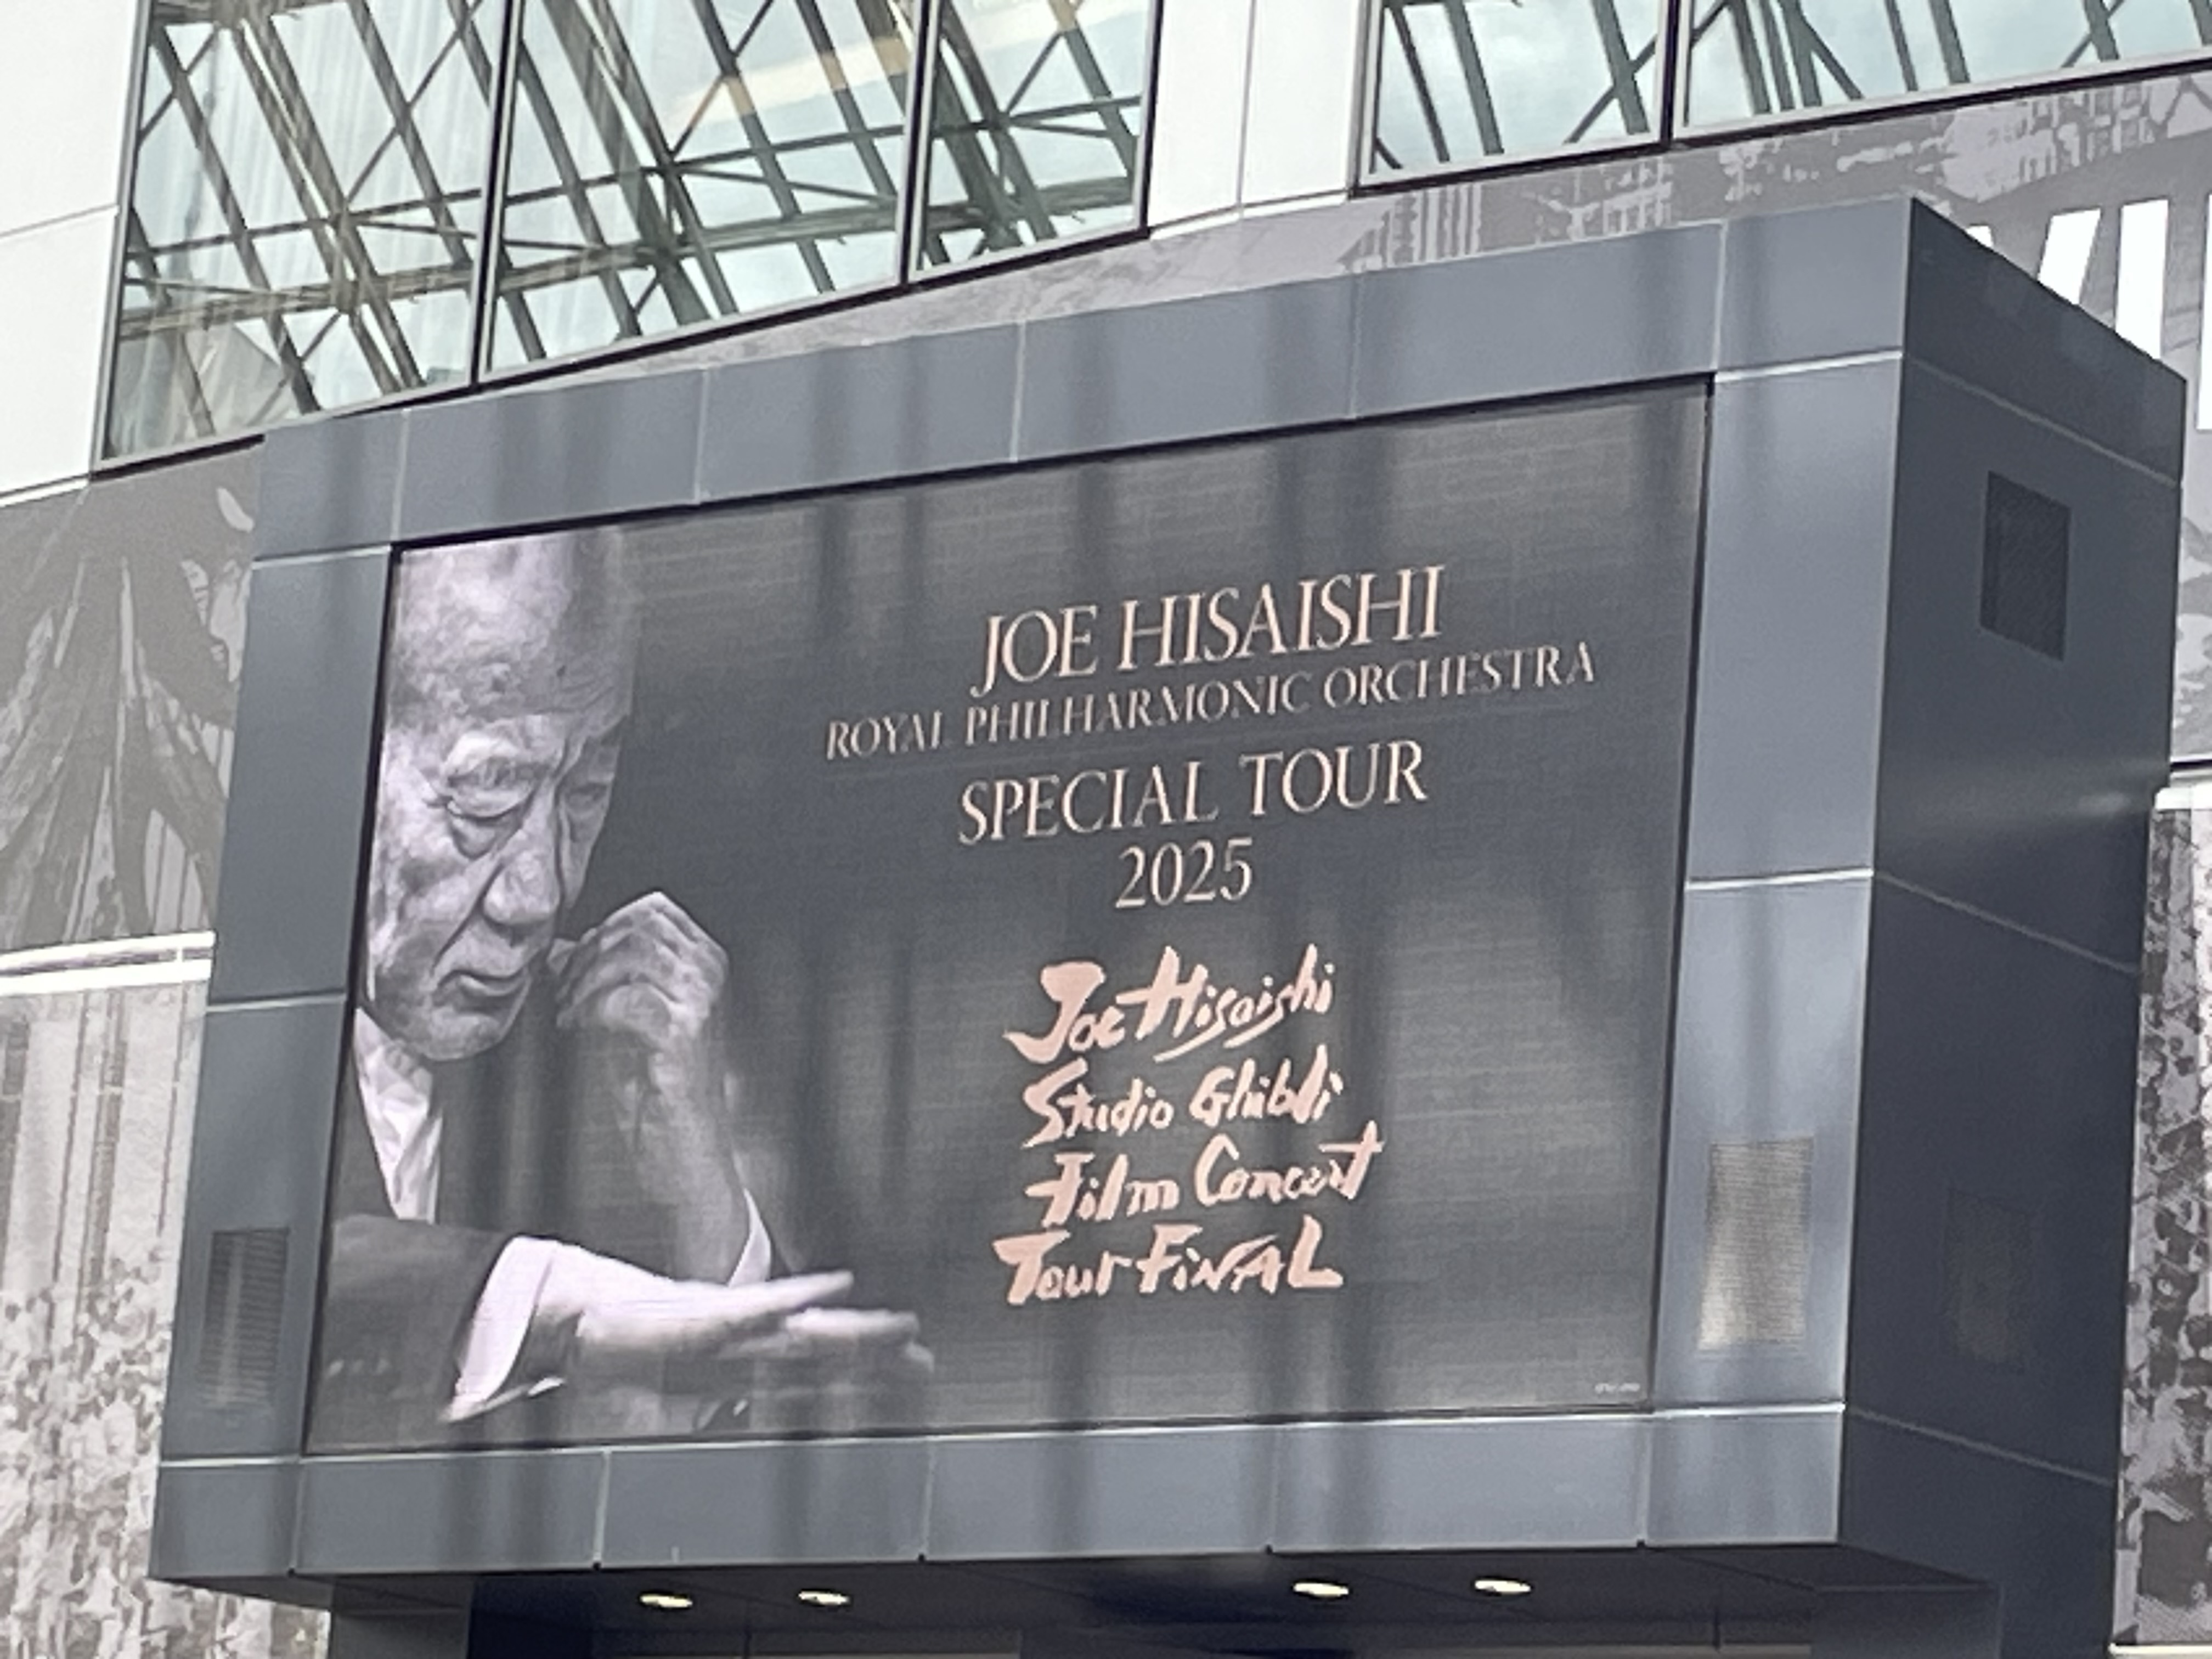 JOE HISAISHI
ROYAL PHILHARMONIC ORCHESTRA
SPECIAL TOUR
2025
Joe Hisaishi
Studio Ghibli
Film Concert
Tour FiNAL